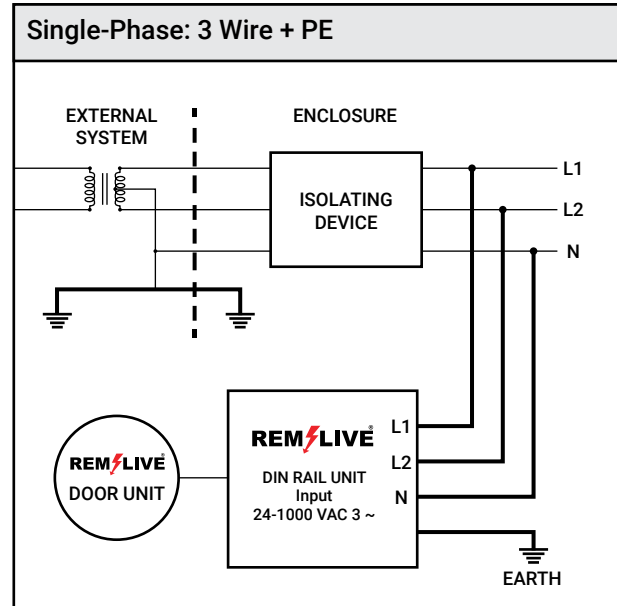 Single-Phase: 3 Wire + PE
EXTERNAL
SYSTEM
ENCLOSURE
ISOLATING
DEVICE
L1
L2
N
REMLIVE®
DOOR UNIT
REMLIVE®
DIN RAIL UNIT
Input
24-1000 VAC 3 ~
L1
L2
N
EARTH